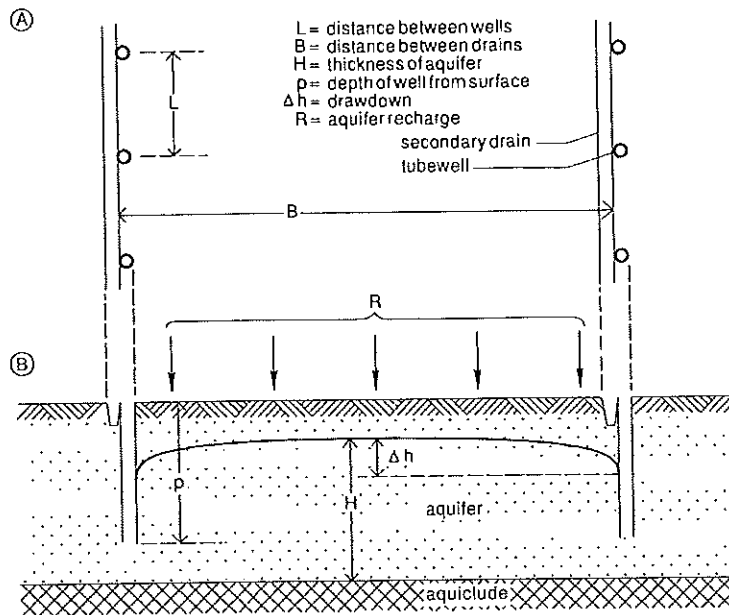 A
L = distance between wells
B = distance between drains
H = thickness of aquifer
p = depth of well from surface
Δh = drawdown
R = aquifer recharge
L
secondary drain
tubewell
B
R
B
Δh
p
H
aquifer
aquiclude